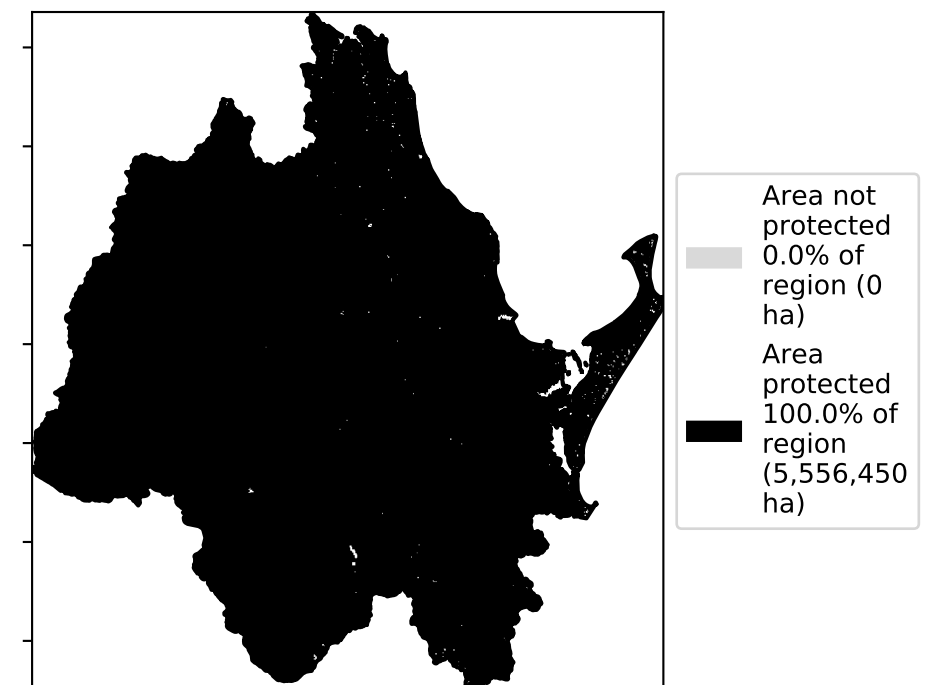 Area not
protected
0.0% of
region (0
ha)
Area
protected
100.0% of
region
(5,556,450
ha)